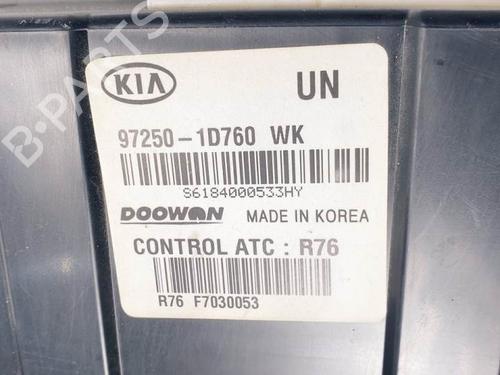 KIA UN
97250-1D760 WK
S6184000533HY
DOOWON MADE IN KOREA
CONTROL ATC : R76
R76 F7030053
B-PARTS